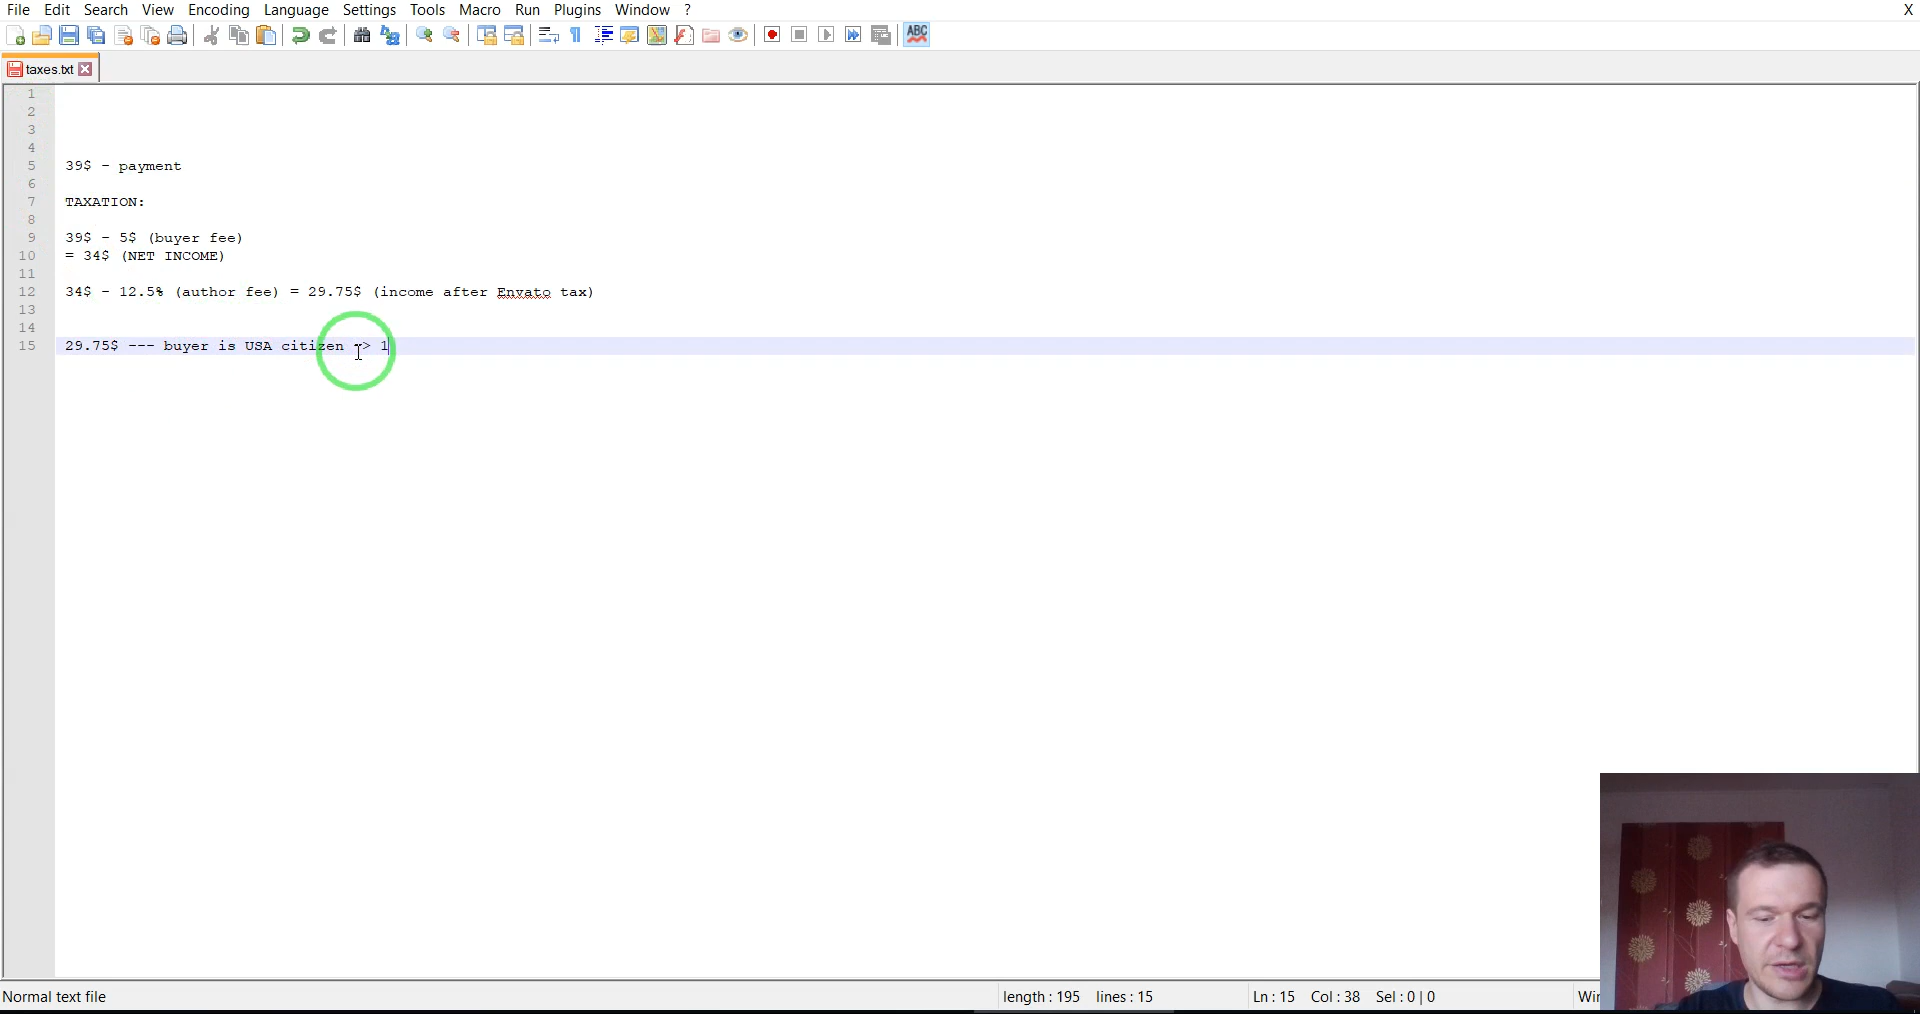 File Edit Search View Encoding Language Settings Tools Macro Run Plugins Window ? X
ABC
taxes.txt
1
2
3
4
5 39$ - payment
6
7 TAXATION:
8
9 39$ - 5$ (buyer fee)
10 = 34$ (NET INCOME)
11
12 34$ - 12.5% (author fee) = 29.75$ (income after Envato tax)
13
14
15 29.75$ --- buyer is USA citizen -> 1
Normal text file length : 195 lines : 15 Ln : 15 Col : 38 Sel : 0 | 0